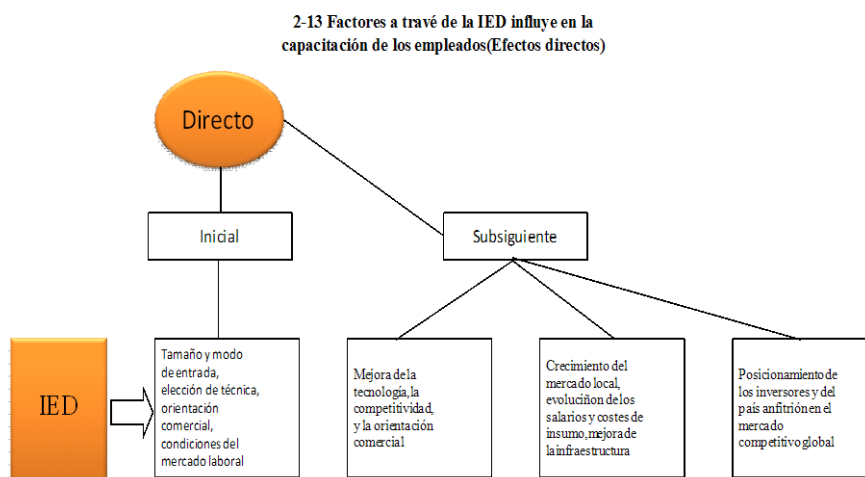 2-13 Factores a travé de la IED influye en la
capacitación de los empleados(Efectos directos)
Directo
Inicial
Subsiguiente
IED
Tamaño y modo
de entrada,
elección de técnica,
orientación
comercial,
condiciones del
mercado laboral
Mejora de la
tecnología, la
competitividad,
y la orientación
comercial
Crecimiento del
mercado local,
evoluciñon de los
salarios y costes de
insumo, mejora de
la infraestructura
Posicionamiento de
los inversores y del
país anfitrión en el
mercado
competitivo global